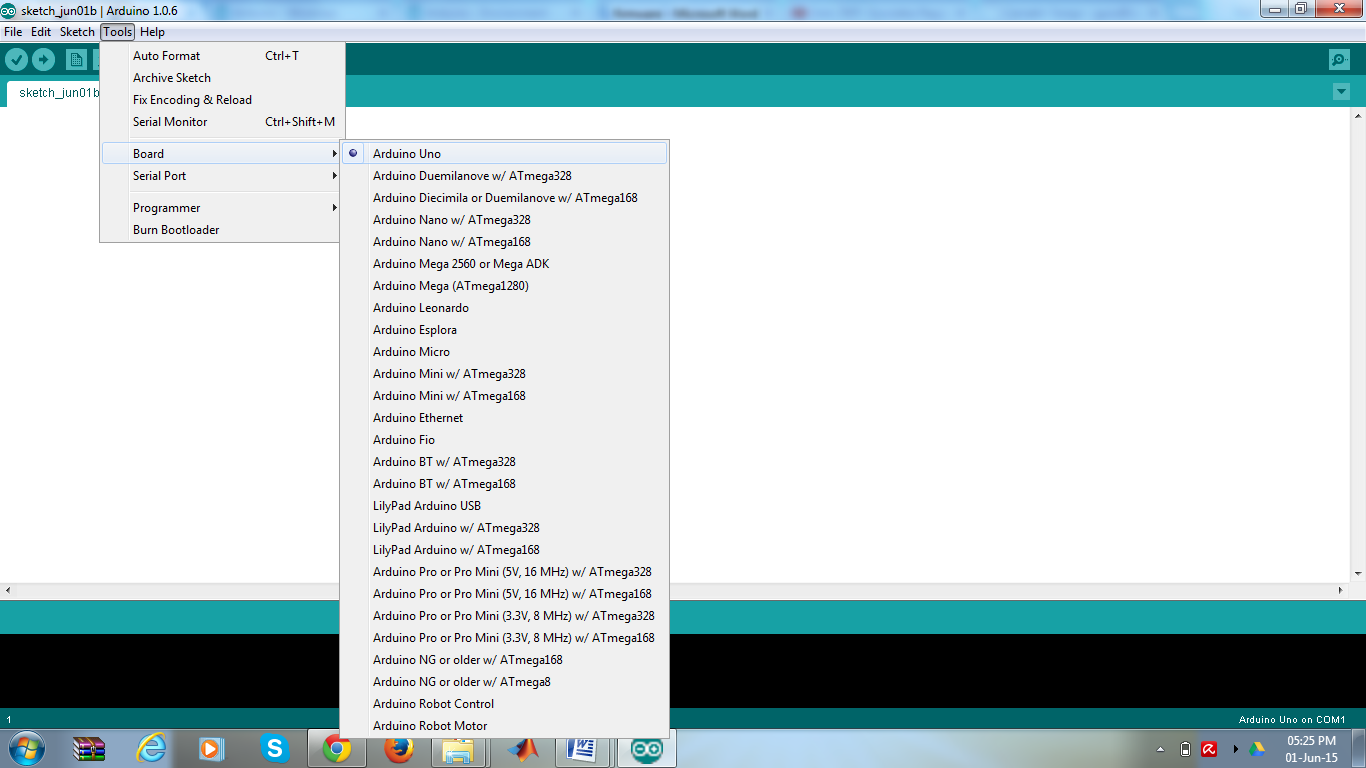 sketch_jun01b | Arduino 1.0.6
File Edit Sketch Tools Help
Auto Format Ctrl+T
Archive Sketch
Fix Encoding & Reload
Serial Monitor Ctrl+Shift+M
Board
Serial Port
Programmer
Burn Bootloader
sketch_jun01b
Arduino Uno
Arduino Duemilanove w/ ATmega328
Arduino Diecimila or Duemilanove w/ ATmega168
Arduino Nano w/ ATmega328
Arduino Nano w/ ATmega168
Arduino Mega 2560 or Mega ADK
Arduino Mega (ATmega1280)
Arduino Leonardo
Arduino Esplora
Arduino Micro
Arduino Mini w/ ATmega328
Arduino Mini w/ ATmega168
Arduino Ethernet
Arduino Fio
Arduino BT w/ ATmega328
Arduino BT w/ ATmega168
LilyPad Arduino USB
LilyPad Arduino w/ ATmega328
LilyPad Arduino w/ ATmega168
Arduino Pro or Pro Mini (5V, 16 MHz) w/ ATmega328
Arduino Pro or Pro Mini (5V, 16 MHz) w/ ATmega168
Arduino Pro or Pro Mini (3.3V, 8 MHz) w/ ATmega328
Arduino Pro or Pro Mini (3.3V, 8 MHz) w/ ATmega168
Arduino NG or older w/ ATmega168
Arduino NG or older w/ ATmega8
Arduino Robot Control
Arduino Robot Motor
1
Arduino Uno on COM1
05:25 PM
01-Jun-15